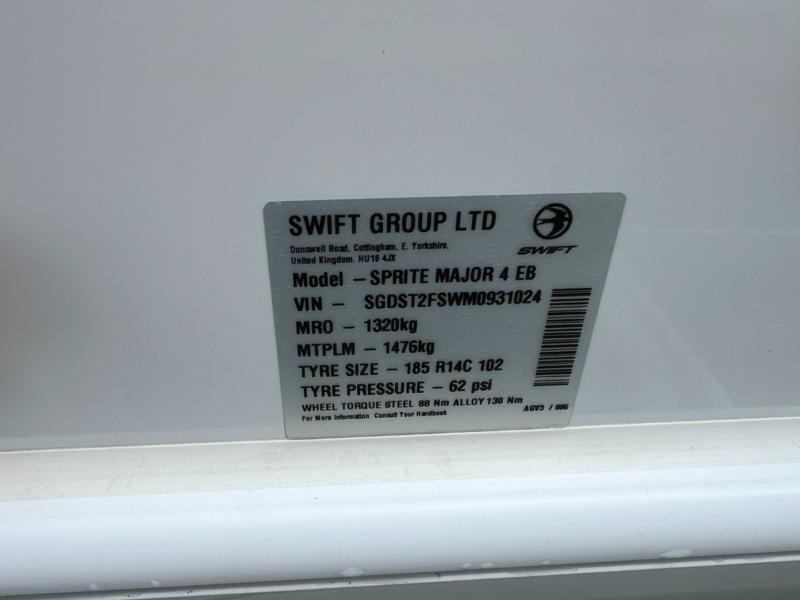 SWIFT GROUP LTD
SWIFT
Dunswell Road, Cottingham, E. Yorkshire,
United Kingdom. HU16 4JX
Model – SPRITE MAJOR 4 EB
VIN – SGDST2FSWM0931024
MRO – 1320kg
MTPLM – 1476kg
TYRE SIZE – 185 R14C 102
TYRE PRESSURE – 62 psi
WHEEL TORQUE STEEL 88 Nm ALLOY 130 Nm
For More Information Consult Your Handbook
AGV3 / 006